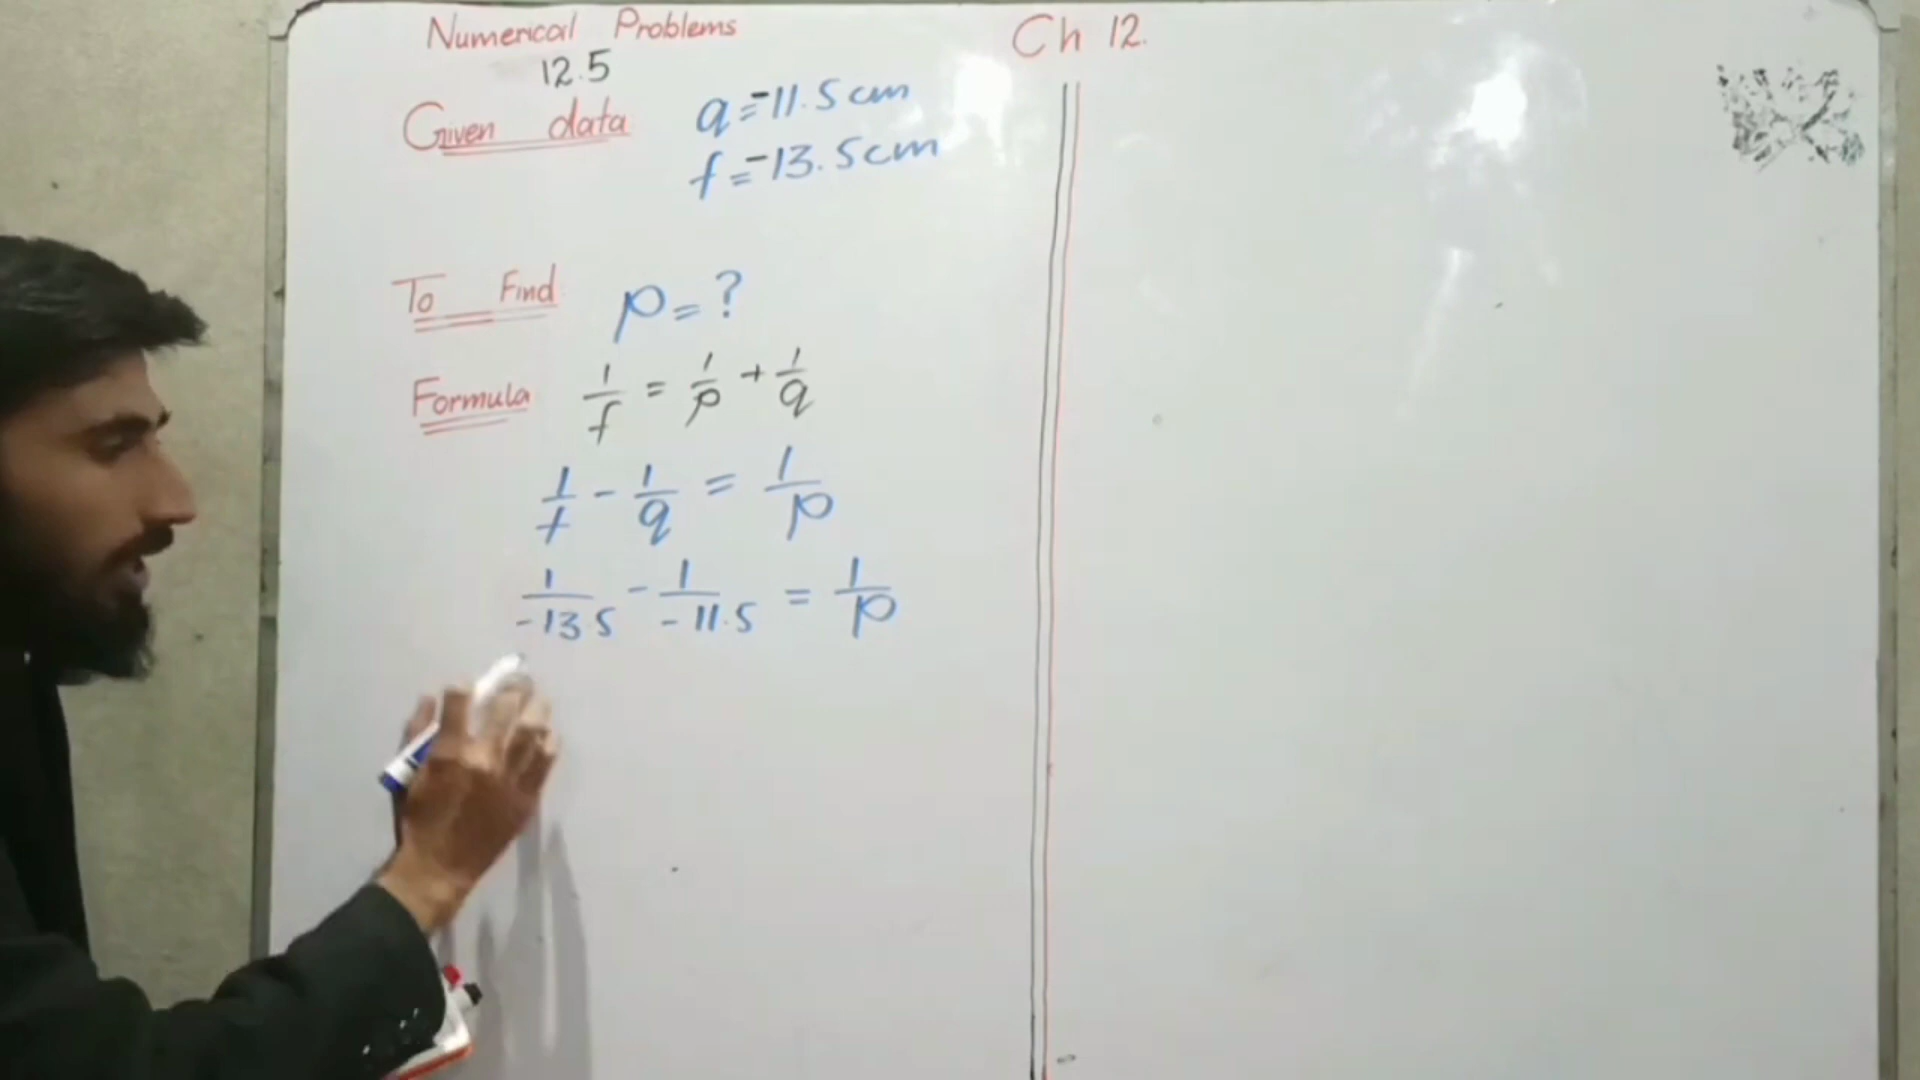 Numerical Problems
Ch 12.
12.5
Given data
q = -11.5 cm
f = -13.5 cm
To Find
p = ?
Formula
1/f = 1/p + 1/q
1/f - 1/q = 1/p
1/-13.5 - 1/-11.5 = 1/p